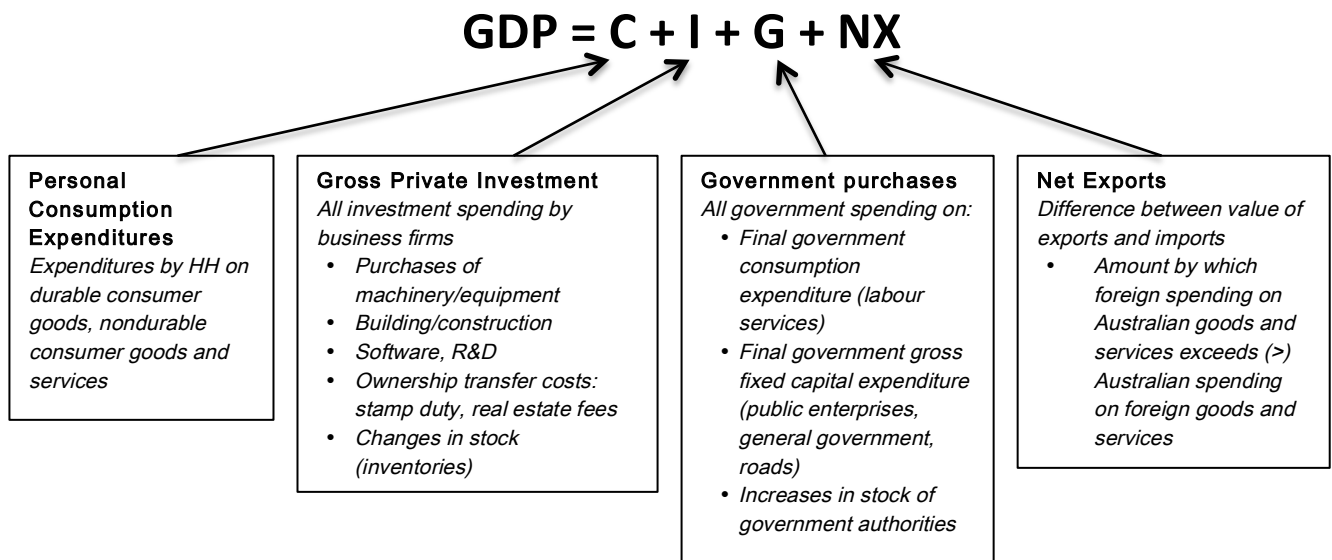 GDP = C + I + G + NX
Personal
Consumption
Expenditures
Expenditures by HH on
durable consumer
goods, nondurable
consumer goods and
services
Gross Private Investment
All investment spending by
business firms
• Purchases of
machinery/equipment
• Building/construction
• Software, R&D
• Ownership transfer costs:
stamp duty, real estate fees
• Changes in stock
(inventories)
Government purchases
All government spending on:
• Final government
consumption
expenditure (labour
services)
• Final government gross
fixed capital expenditure
(public enterprises,
general government,
roads)
• Increases in stock of
government authorities
Net Exports
Difference between value of
exports and imports
• Amount by which
foreign spending on
Australian goods and
services exceeds (>)
Australian spending
on foreign goods and
services